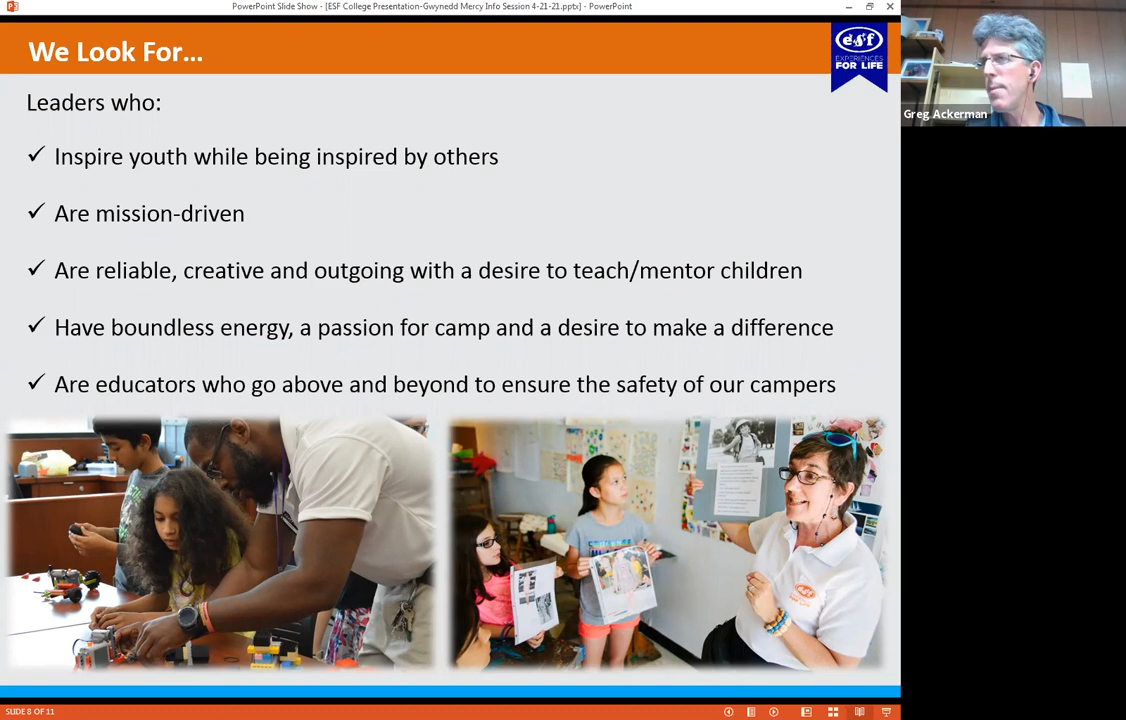 PowerPoint Slide Show - [ESF College Presentation-Gwynedd Mercy Info Session 4-21-21.pptx] - PowerPoint
We Look For...
esf
EXPERIENCES
FOR LIFE
Greg Ackerman
Leaders who:
✓ Inspire youth while being inspired by others
✓ Are mission-driven
✓ Are reliable, creative and outgoing with a desire to teach/mentor children
✓ Have boundless energy, a passion for camp and a desire to make a difference
✓ Are educators who go above and beyond to ensure the safety of our campers
esf
SLIDE 8 OF 11